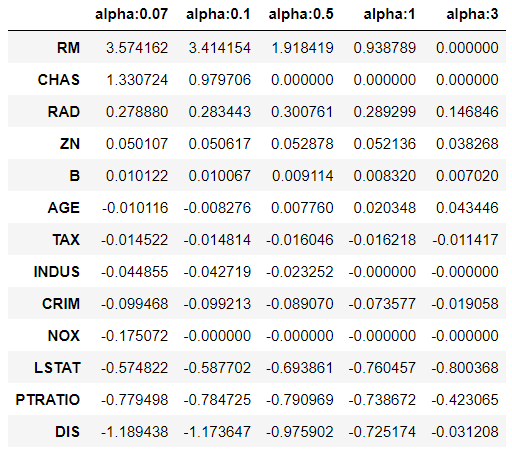 alpha:0.07 alpha:0.1 alpha:0.5 alpha:1 alpha:3
RM 3.574162 3.414154 1.918419 0.938789 0.000000
CHAS 1.330724 0.979706 0.000000 0.000000 0.000000
RAD 0.278880 0.283443 0.300761 0.289299 0.146846
ZN 0.050107 0.050617 0.052878 0.052136 0.038268
B 0.010122 0.010067 0.009114 0.008320 0.007020
AGE -0.010116 -0.008276 0.007760 0.020348 0.043446
TAX -0.014522 -0.014814 -0.016046 -0.016218 -0.011417
INDUS -0.044855 -0.042719 -0.023252 -0.000000 -0.000000
CRIM -0.099468 -0.099213 -0.089070 -0.073577 -0.019058
NOX -0.175072 -0.000000 -0.000000 -0.000000 -0.000000
LSTAT -0.574822 -0.587702 -0.693861 -0.760457 -0.800368
PTRATIO -0.779498 -0.784725 -0.790969 -0.738672 -0.423065
DIS -1.189438 -1.173647 -0.975902 -0.725174 -0.031208